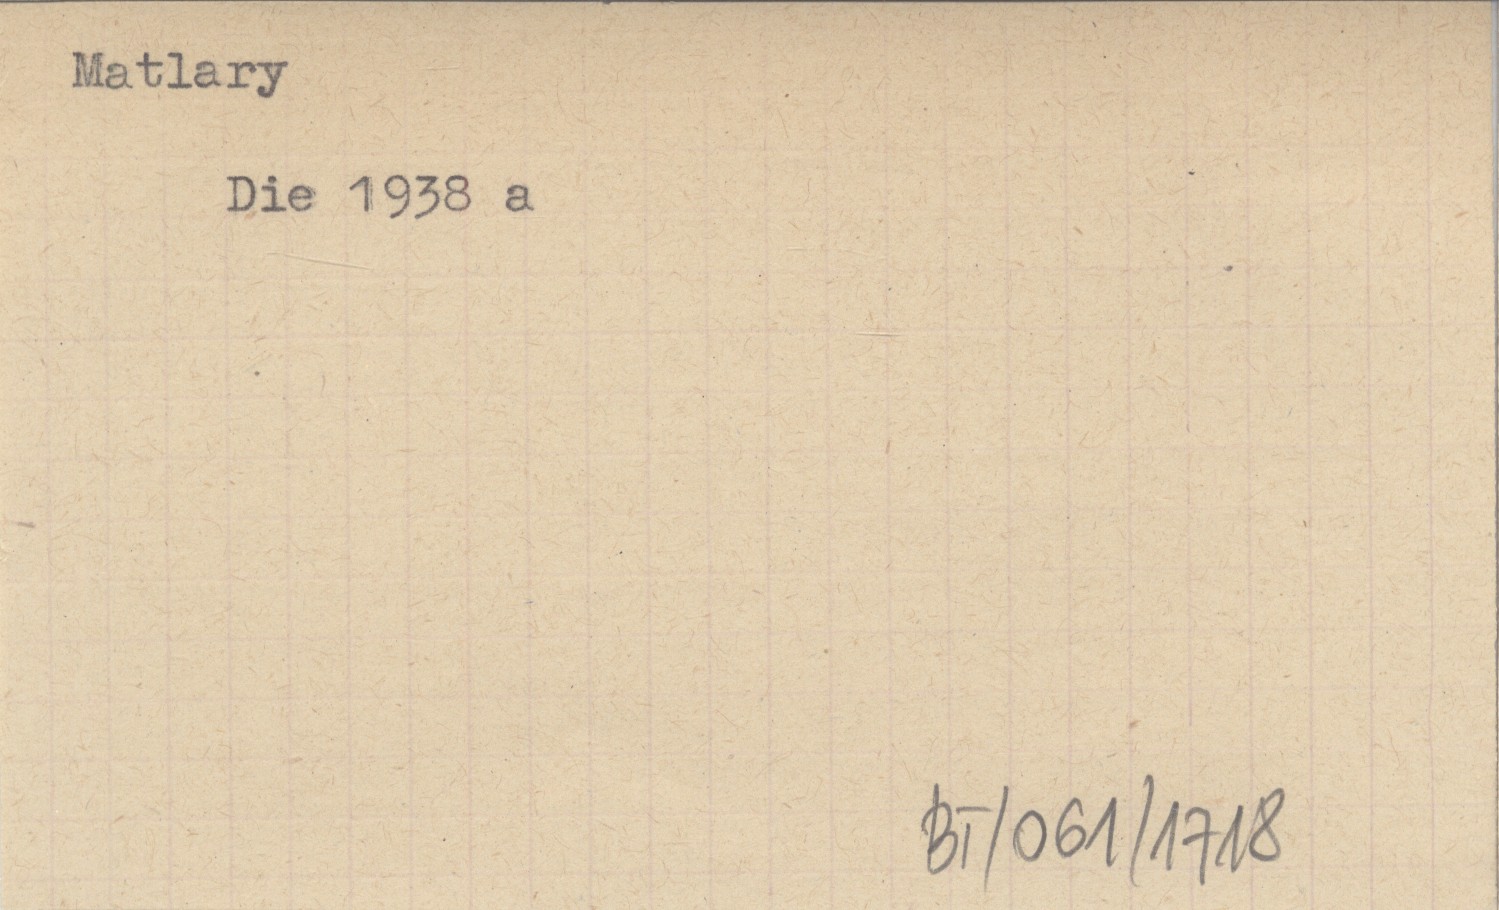 Matlary
Die 1938 a
BT/061/1718